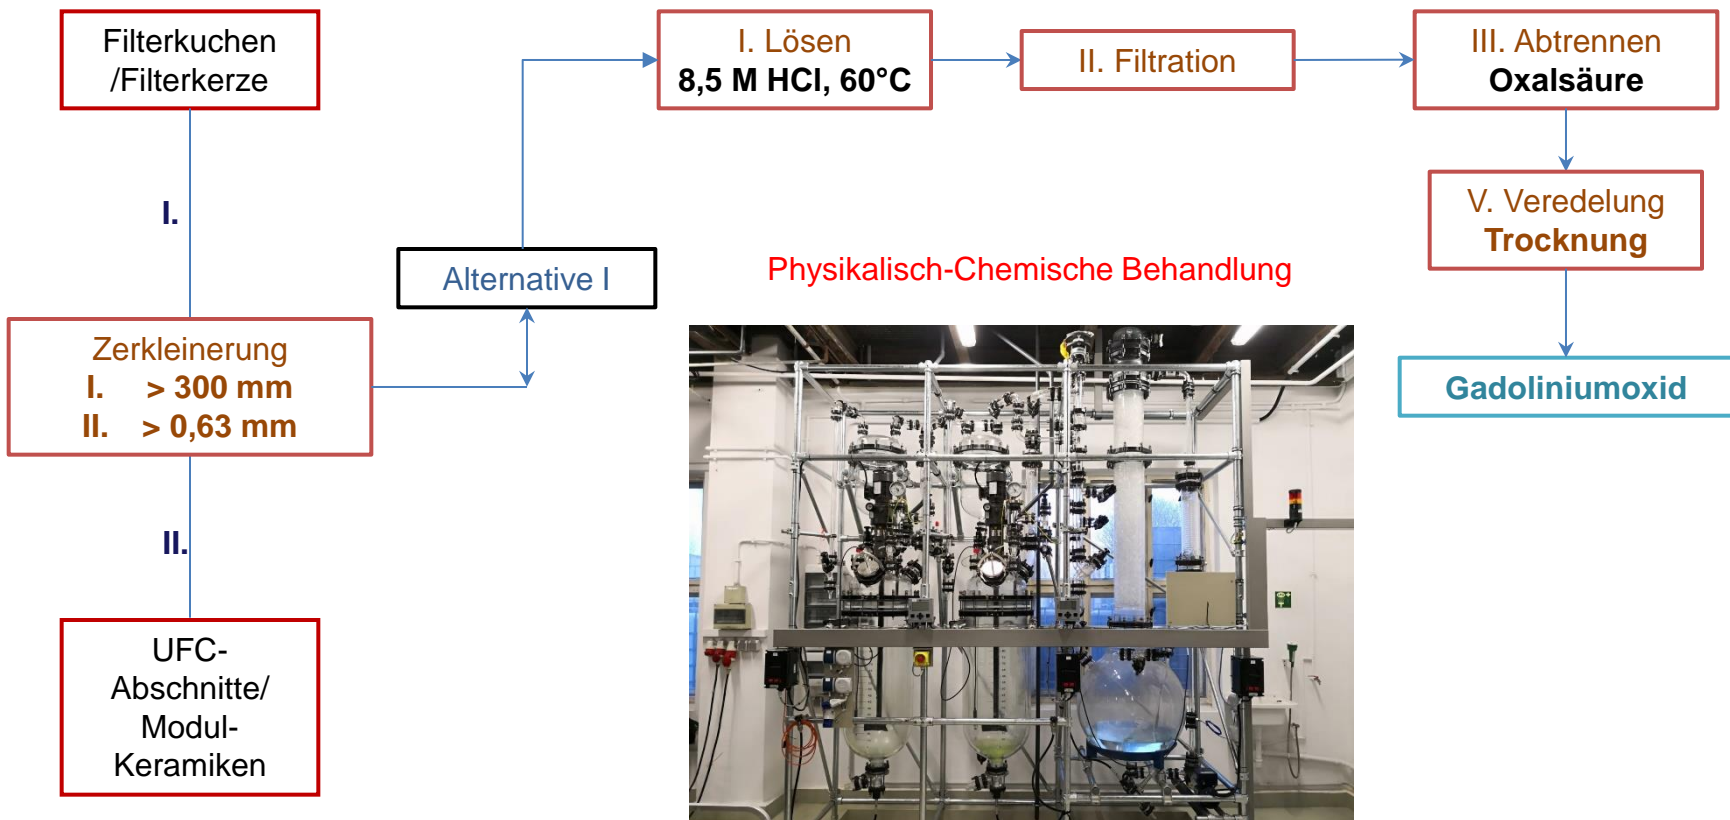 Filterkuchen
/Filterkerze
I. Lösen
8,5 M HCl, 60°C
II. Filtration
III. Abtrennen
Oxalsäure
I.
V. Veredelung
Trocknung
Alternative I
Physikalisch-Chemische Behandlung
Zerkleinerung
I. > 300 mm
II. > 0,63 mm
Gadoliniumoxid
II.
UFC-
Abschnitte/
Modul-
Keramiken